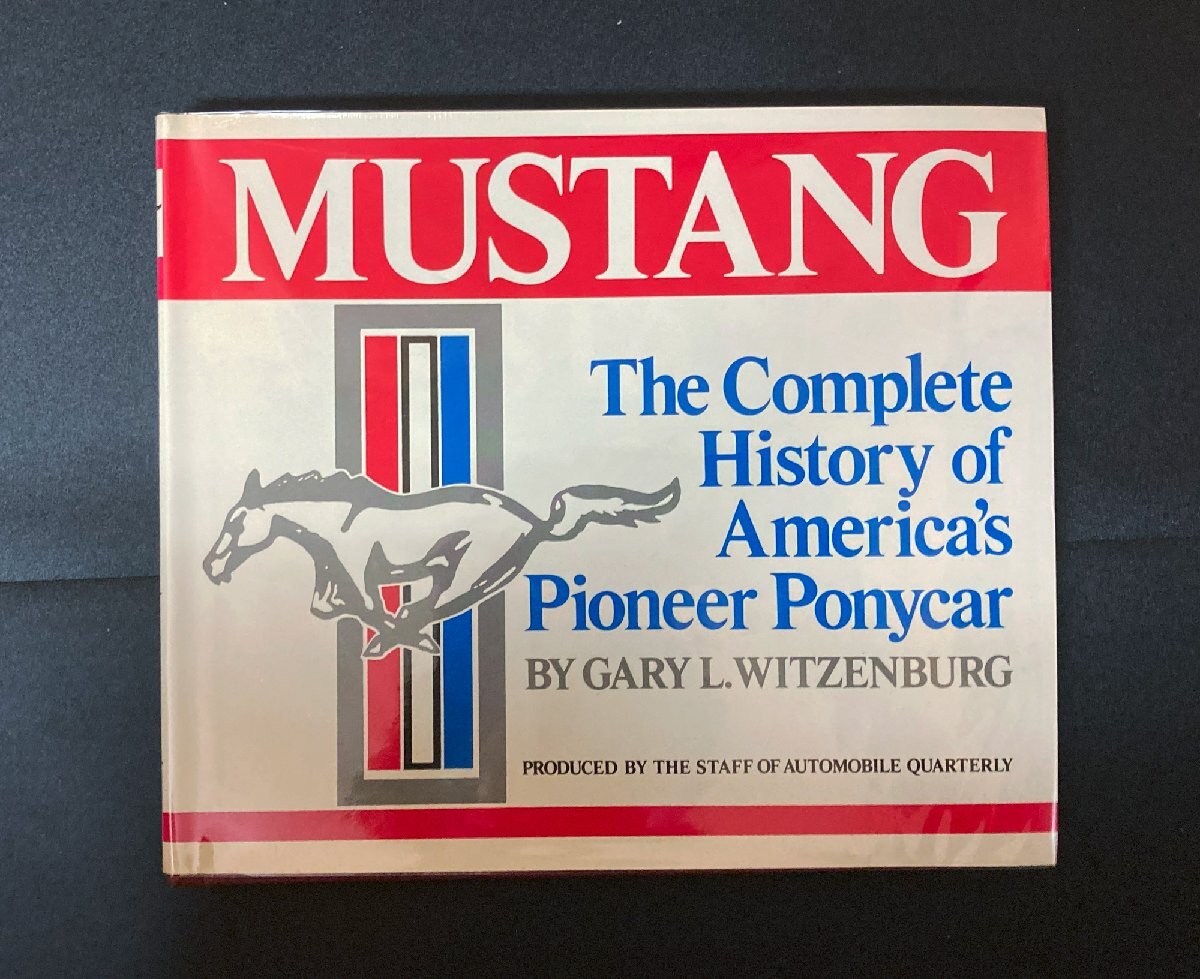 MUSTANG
The Complete
History of
America's
Pioneer Ponycar
BY GARY L. WITZENBURG
PRODUCED BY THE STAFF OF AUTOMOBILE QUARTERLY